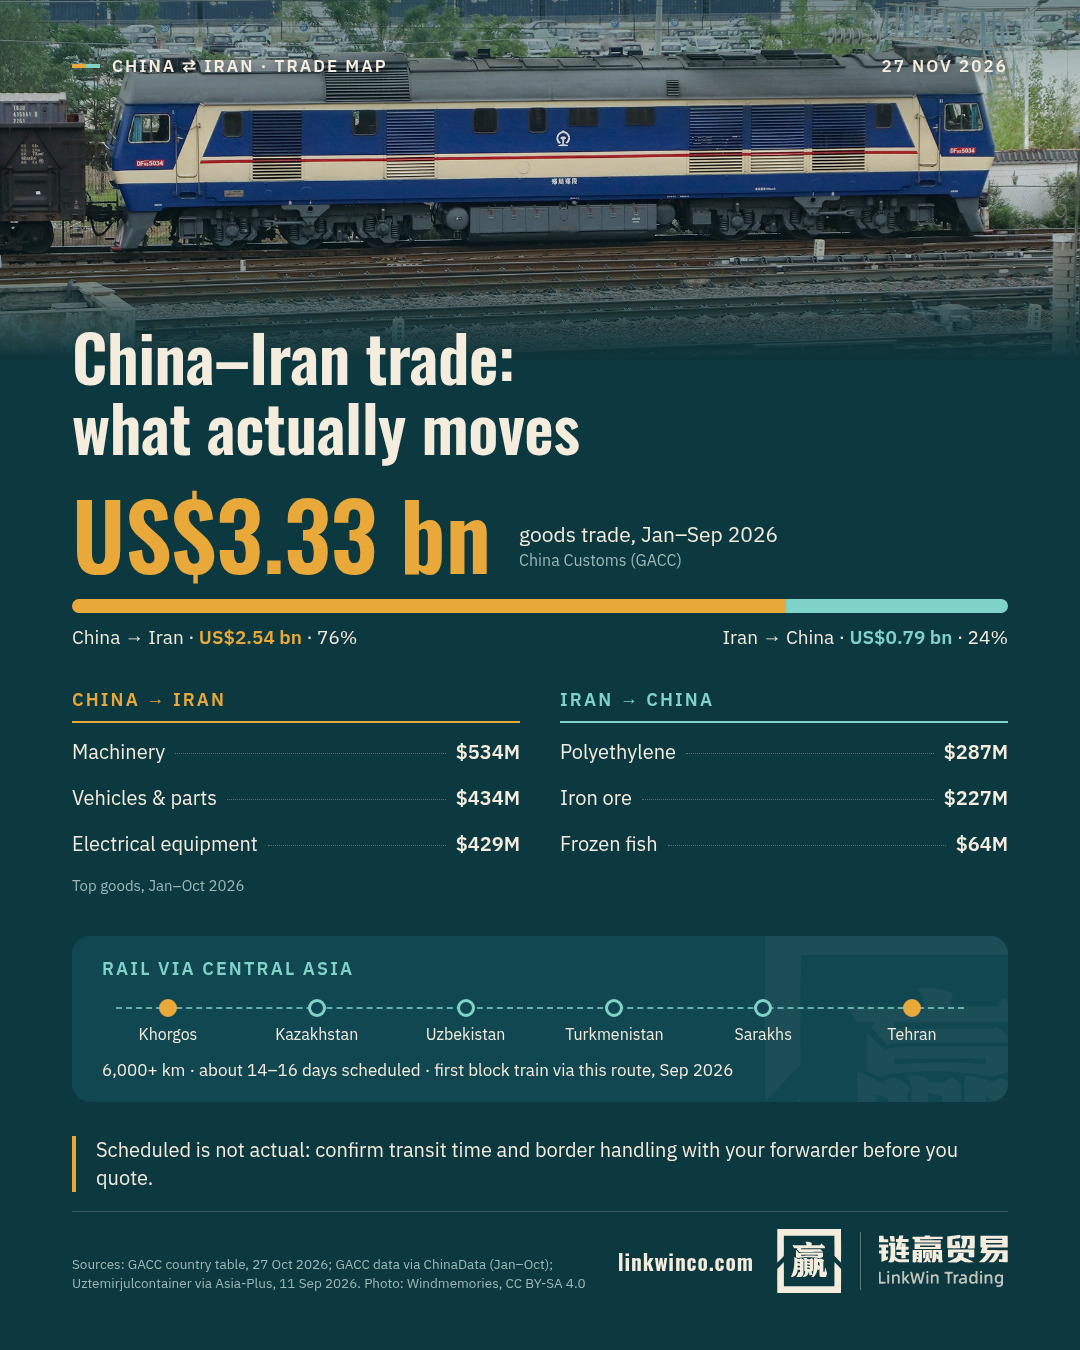 CHINA ⇄ IRAN · TRADE MAP
27 NOV 2026
DF 5034
DF 5034
China–Iran trade:
what actually moves
US$3.33 bn
goods trade, Jan–Sep 2026
China Customs (GACC)
China → Iran · US$2.54 bn · 76%
Iran → China · US$0.79 bn · 24%
CHINA → IRAN
Machinery $534M
Vehicles & parts $434M
Electrical equipment $429M
IRAN → CHINA
Polyethylene $287M
Iron ore $227M
Frozen fish $64M
Top goods, Jan–Oct 2026
RAIL VIA CENTRAL ASIA
Khorgos
Kazakhstan
Uzbekistan
Turkmenistan
Sarakhs
Tehran
6,000+ km · about 14–16 days scheduled · first block train via this route, Sep 2026
Scheduled is not actual: confirm transit time and border handling with your forwarder before you
quote.
Sources: GACC country table, 27 Oct 2026; GACC data via ChinaData (Jan–Oct);
Uztemirjulcontainer via Asia-Plus, 11 Sep 2026. Photo: Windmemories, CC BY-SA 4.0
linkwinco.com
赢
链赢贸易
LinkWin Trading